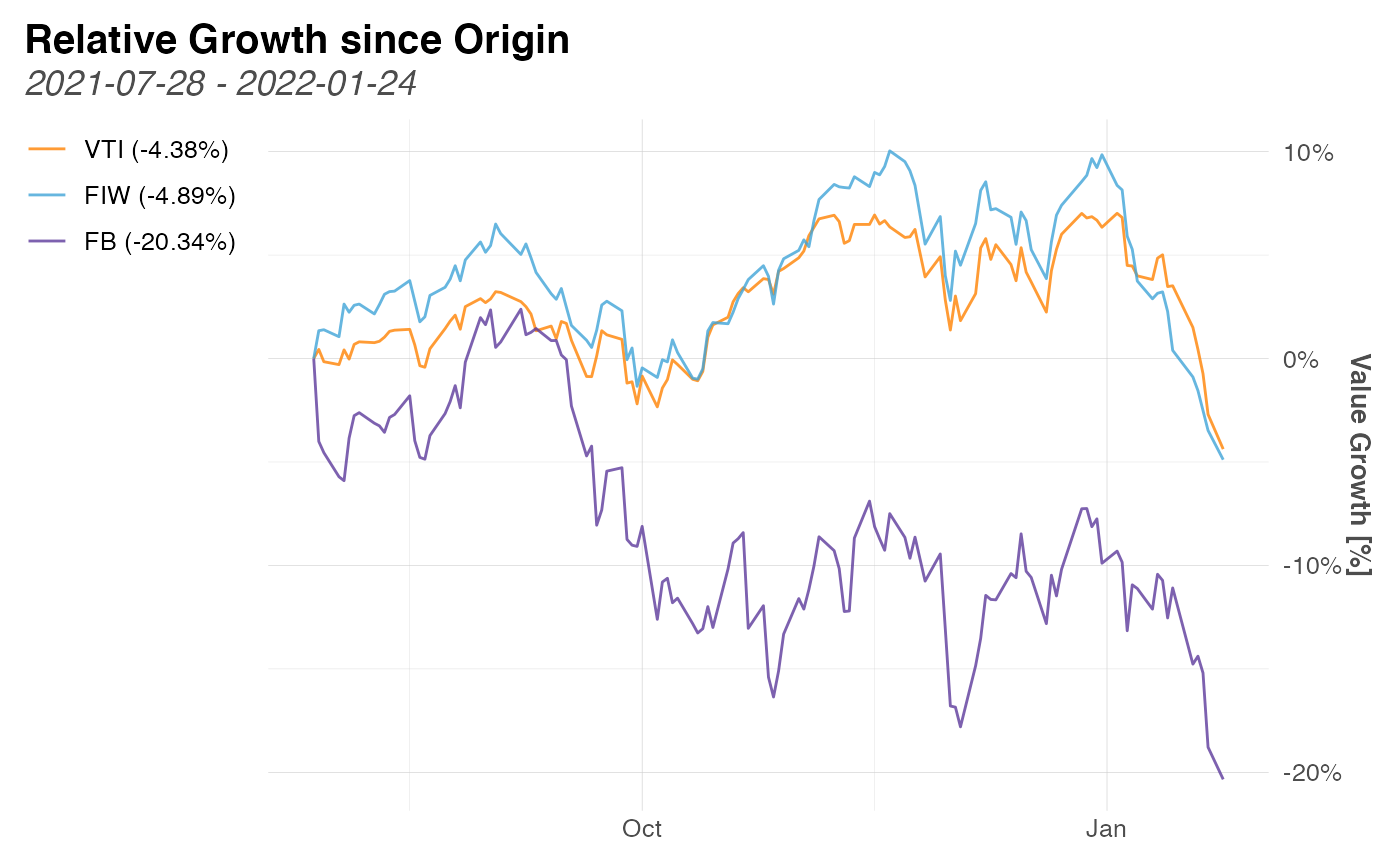 Relative Growth since Origin
2021-07-28 - 2022-01-24
VTI (-4.38%)
FIW (-4.89%)
FB (-20.34%)
10%
0%
-10%
-20%
Value Growth [%]
Oct
Jan